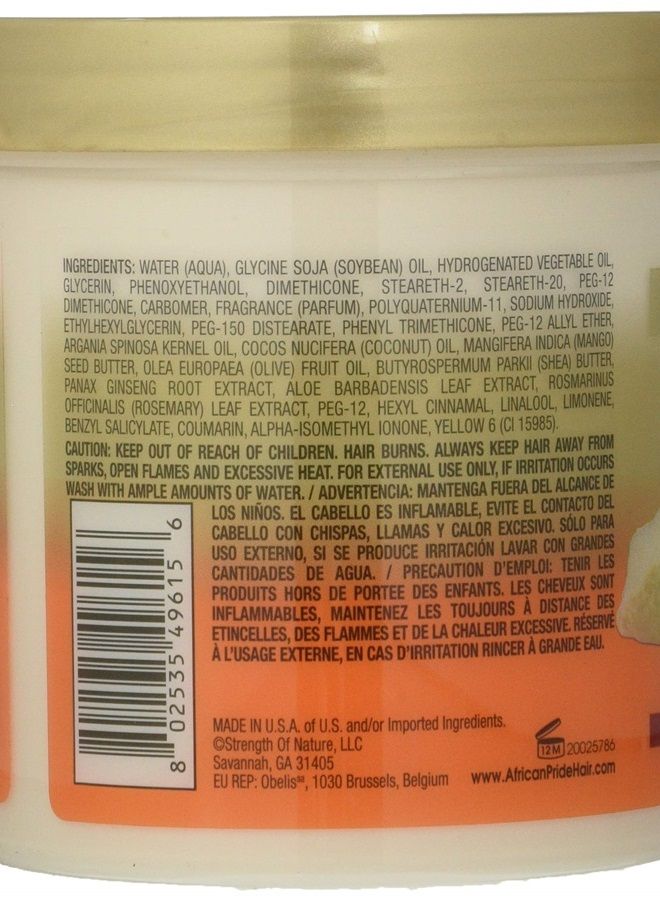 INGREDIENTS: WATER (AQUA), GLYCINE SOJA (SOYBEAN) OIL, HYDROGENATED VEGETABLE OIL,
GLYCERIN, PHENOXYETHANOL, DIMETHICONE, STEARETH-2, STEARETH-20, PEG-12
DIMETHICONE, CARBOMER, FRAGRANCE (PARFUM), POLYQUATERNIUM-11, SODIUM HYDROXIDE,
ETHYLHEXYLGLYCERIN, PEG-150 DISTEARATE, PHENYL TRIMETHICONE, PEG-12 ALLYL ETHER,
ARGANIA SPINOSA KERNEL OIL, COCOS NUCIFERA (COCONUT) OIL, MANGIFERA INDICA (MANGO)
SEED BUTTER, OLEA EUROPAEA (OLIVE) FRUIT OIL, BUTYROSPERMUM PARKII (SHEA) BUTTER,
PANAX GINSENG ROOT EXTRACT, ALOE BARBADENSIS LEAF EXTRACT, ROSMARINUS
OFFICINALIS (ROSEMARY) LEAF EXTRACT, PEG-12, HEXYL CINNAMAL, LINALOOL, LIMONENE,
BENZYL SALICYLATE, COUMARIN, ALPHA-ISOMETHYL IONONE, YELLOW 6 (CI 15985).
CAUTION: KEEP OUT OF REACH OF CHILDREN. HAIR BURNS. ALWAYS KEEP HAIR AWAY FROM
SPARKS, OPEN FLAMES AND EXCESSIVE HEAT. FOR EXTERNAL USE ONLY, IF IRRITATION OCCURS
WASH WITH AMPLE AMOUNTS OF WATER. / ADVERTENCIA: MANTENGA FUERA DEL ALCANCE DE
LOS NIÑOS. EL CABELLO ES INFLAMABLE, EVITE EL CONTACTO DEL
CABELLO CON CHISPAS, LLAMAS Y CALOR EXCESIVO. SÓLO PARA
USO EXTERNO, SI SE PRODUCE IRRITACIÓN LAVAR CON GRANDES
CANTIDADES DE AGUA. / PRECAUTION D'EMPLOI: TENIR LES
PRODUITS HORS DE PORTEE DES ENFANTS. LES CHEVEUX SONT
INFLAMMABLES, MAINTENEZ LES TOUJOURS À DISTANCE DES
ETINCELLES, DES FLAMMES ET DE LA CHALEUR EXCESSIVE. RÉSERVÉ
À L'USAGE EXTERNE, EN CAS D'IRRITATION RINCER À GRANDE EAU.
8 02535 49615 6
MADE IN U.S.A. of U.S. and/or Imported Ingredients.
©Strength Of Nature, LLC
Savannah, GA 31405
EU REP: Obelisˢᵃ, 1030 Brussels, Belgium
12M 20025786
www.AfricanPrideHair.com